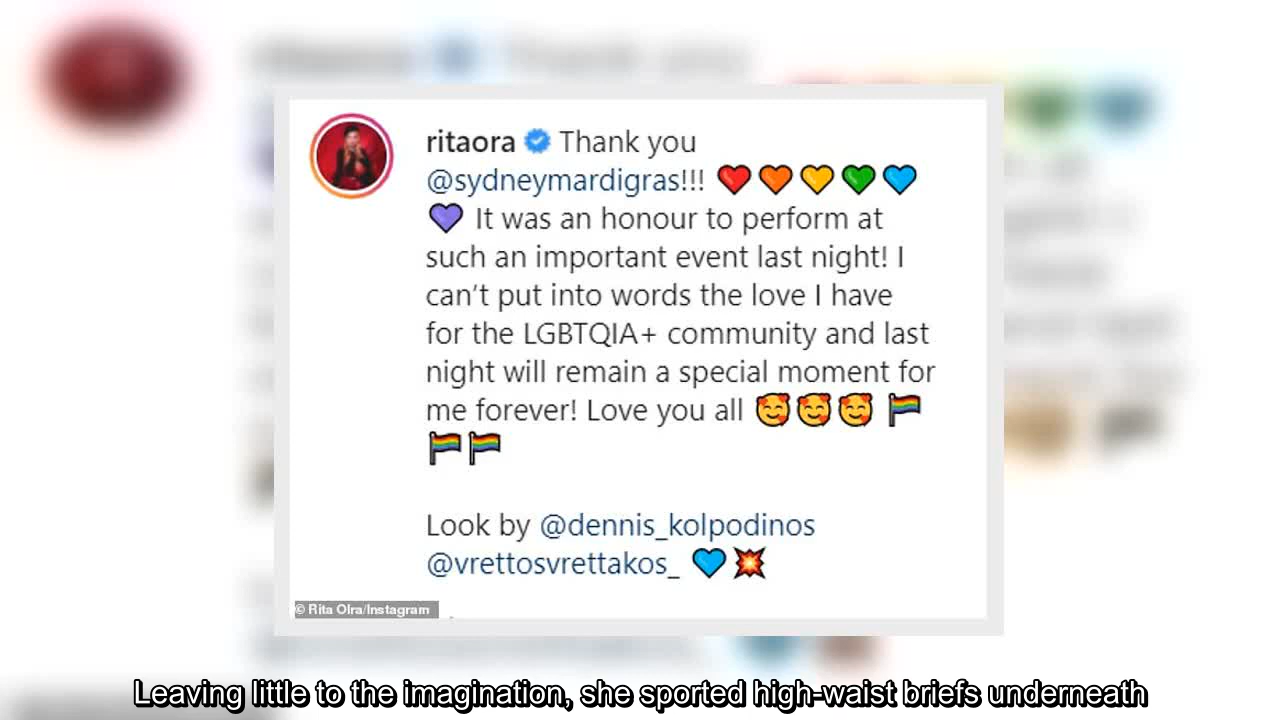 ritaora Thank you
@sydneymardigras!!! ❤️🧡💛💚💙
💜 It was an honour to perform at
such an important event last night! I
can't put into words the love I have
for the LGBTQIA+ community and last
night will remain a special moment for
me forever! Love you all 🥰🥰🥰 🏳️‍🌈
🏳️‍🌈🏳️‍🌈
Look by @dennis_kolpodinos
@vrettosvrettakos_ 💙💥
© Rita Olra/Instagram
Leaving little to the imagination, she sported high-waist briefs underneath